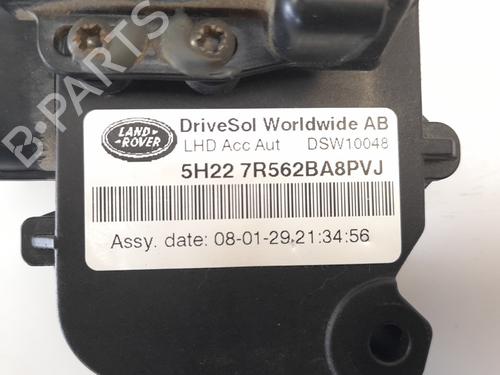 B-PARTS
LAND
ROVER
DriveSol Worldwide AB
LHD Acc Aut DSW10048
5H22 7R562BA8PVJ
Assy. date: 08-01-29,21:34:56